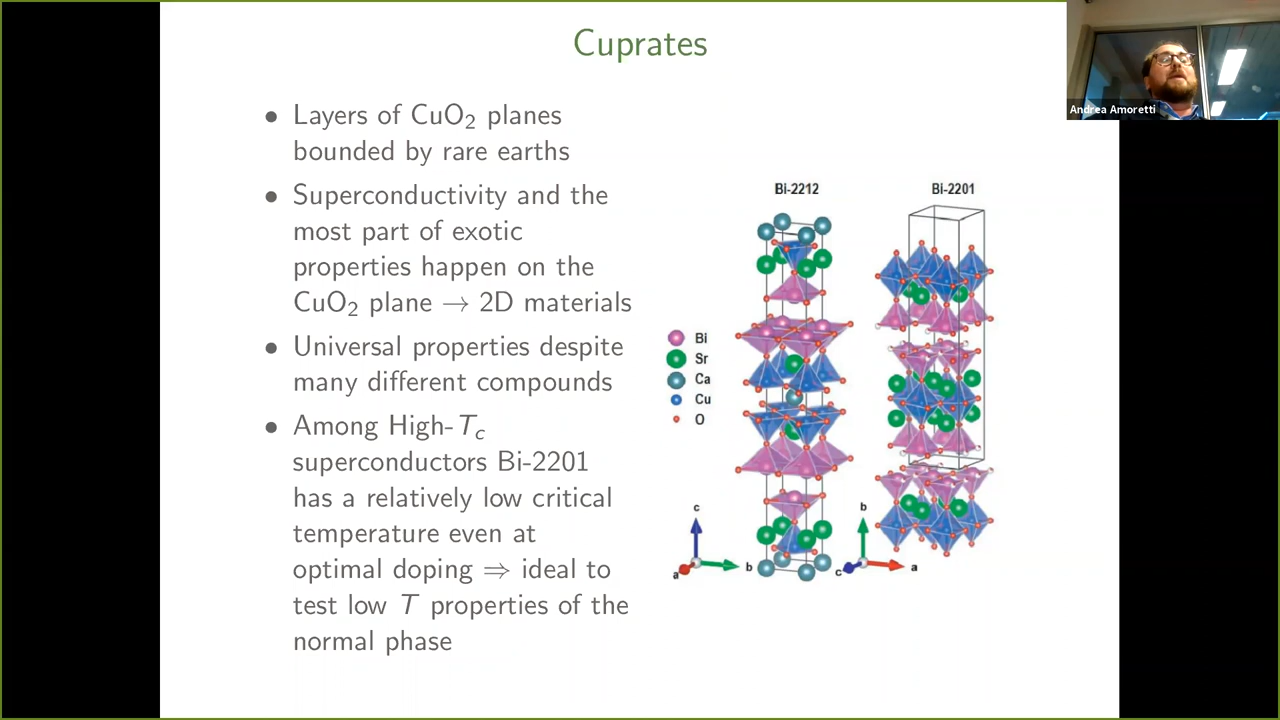 Cuprates
Andrea Amoretti
• Layers of CuO₂ planes
bounded by rare earths
• Superconductivity and the
most part of exotic
properties happen on the
CuO₂ plane → 2D materials
• Universal properties despite
many different compounds
• Among High-T_c
superconductors Bi-2201
has a relatively low critical
temperature even at
optimal doping ⇒ ideal to
test low T properties of the
normal phase
Bi-2212
Bi-2201
Bi
Sr
Ca
Cu
O
c
b
a
b
a
c